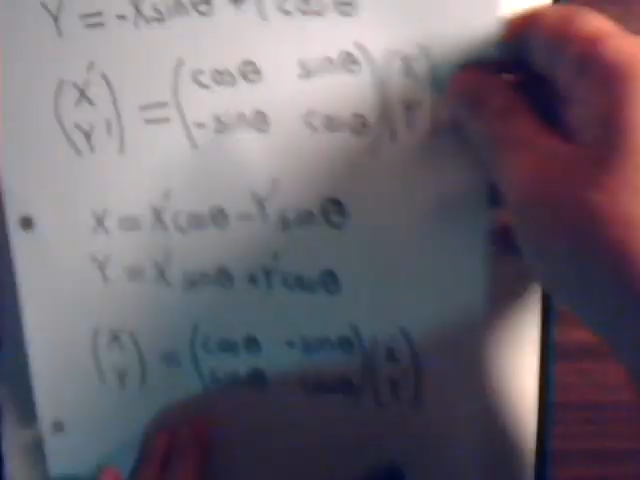 Y = -X sinθ + Y cosθ
(X' Y') = (cosθ sinθ -sinθ cosθ)(X Y)
X = X'cosθ - Y'sinθ
Y = X'sinθ + Y'cosθ
(X Y) = (cosθ -sinθ sinθ cosθ)(X Y)